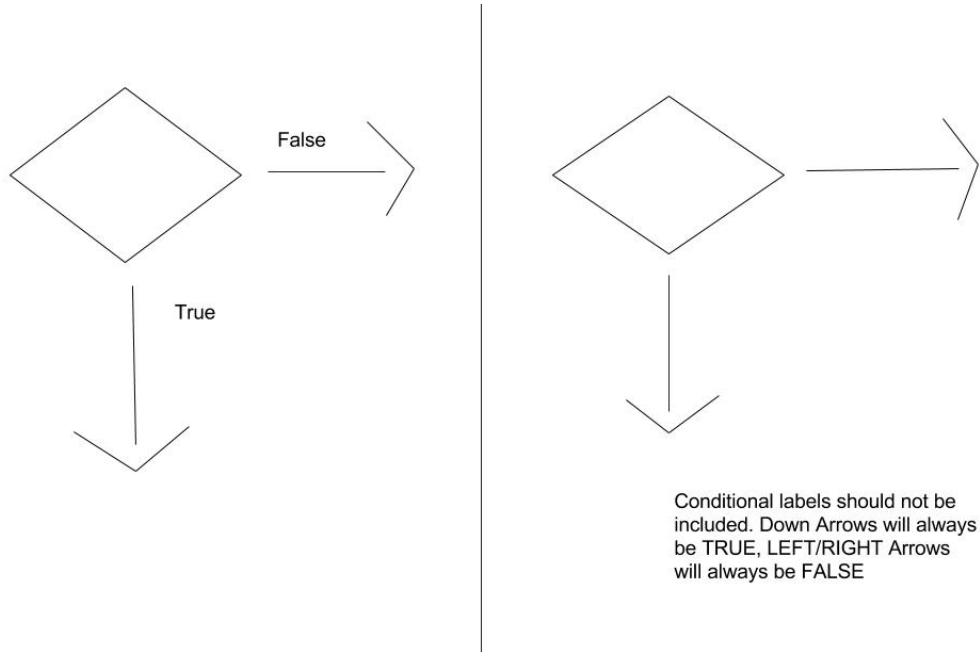 False
True
Conditional labels should not be
included. Down Arrows will always
be TRUE, LEFT/RIGHT Arrows
will always be FALSE